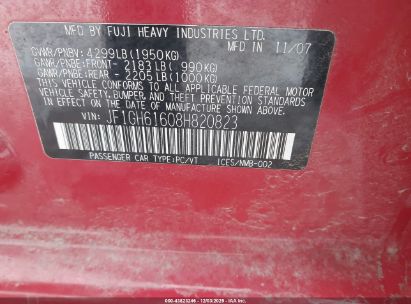 MFD BY FUJI HEAVY INDUSTRIES LTD.
MFD IN 11/07
GVWR/PNBV: 4299LB(1950KG)
GAWR/PNBE:FRONT- 2183LB( 990KG)
GAWR/PNBE:REAR - 2205LB(1000KG)
THIS VEHICLE CONFORMS TO ALL APPLICABLE FEDERAL MOTOR
VEHICLE SAFETY, BUMPER, AND THEFT PREVENTION STANDARDS
IN EFFECT ON THE DATE OF MANUFACTURE SHOWN ABOVE.
VIN: JF1GH61608H820823
PASSENGER CAR TYPE:PC/VT ICES/NMB-002